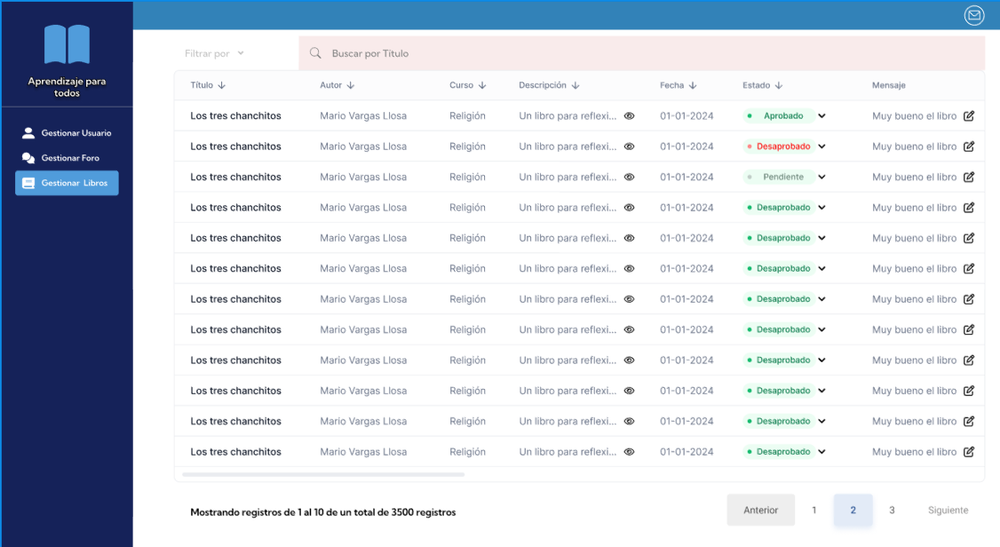 Aprendizaje para
todos
Gestionar Usuario
Gestionar Foro
Gestionar Libros
Filtrar por
Buscar por Título
Título Autor Curso Descripción Fecha Estado Mensaje
Los tres chanchitos Mario Vargas Llosa Religión Un libro para reflexi... 01-01-2024 Aprobado Muy bueno el libro
Los tres chanchitos Mario Vargas Llosa Religión Un libro para reflexi... 01-01-2024 Desaprobado Muy bueno el libro
Los tres chanchitos Mario Vargas Llosa Religión Un libro para reflexi... 01-01-2024 Pendiente Muy bueno el libro
Los tres chanchitos Mario Vargas Llosa Religión Un libro para reflexi... 01-01-2024 Desaprobado Muy bueno el libro
Los tres chanchitos Mario Vargas Llosa Religión Un libro para reflexi... 01-01-2024 Desaprobado Muy bueno el libro
Los tres chanchitos Mario Vargas Llosa Religión Un libro para reflexi... 01-01-2024 Desaprobado Muy bueno el libro
Los tres chanchitos Mario Vargas Llosa Religión Un libro para reflexi... 01-01-2024 Desaprobado Muy bueno el libro
Los tres chanchitos Mario Vargas Llosa Religión Un libro para reflexi... 01-01-2024 Desaprobado Muy bueno el libro
Los tres chanchitos Mario Vargas Llosa Religión Un libro para reflexi... 01-01-2024 Desaprobado Muy bueno el libro
Los tres chanchitos Mario Vargas Llosa Religión Un libro para reflexi... 01-01-2024 Desaprobado Muy bueno el libro
Los tres chanchitos Mario Vargas Llosa Religión Un libro para reflexi... 01-01-2024 Desaprobado Muy bueno el libro
Los tres chanchitos Mario Vargas Llosa Religión Un libro para reflexi... 01-01-2024 Desaprobado Muy bueno el libro
Mostrando registros de 1 al 10 de un total de 3500 registros
Anterior 1 2 3 Siguiente